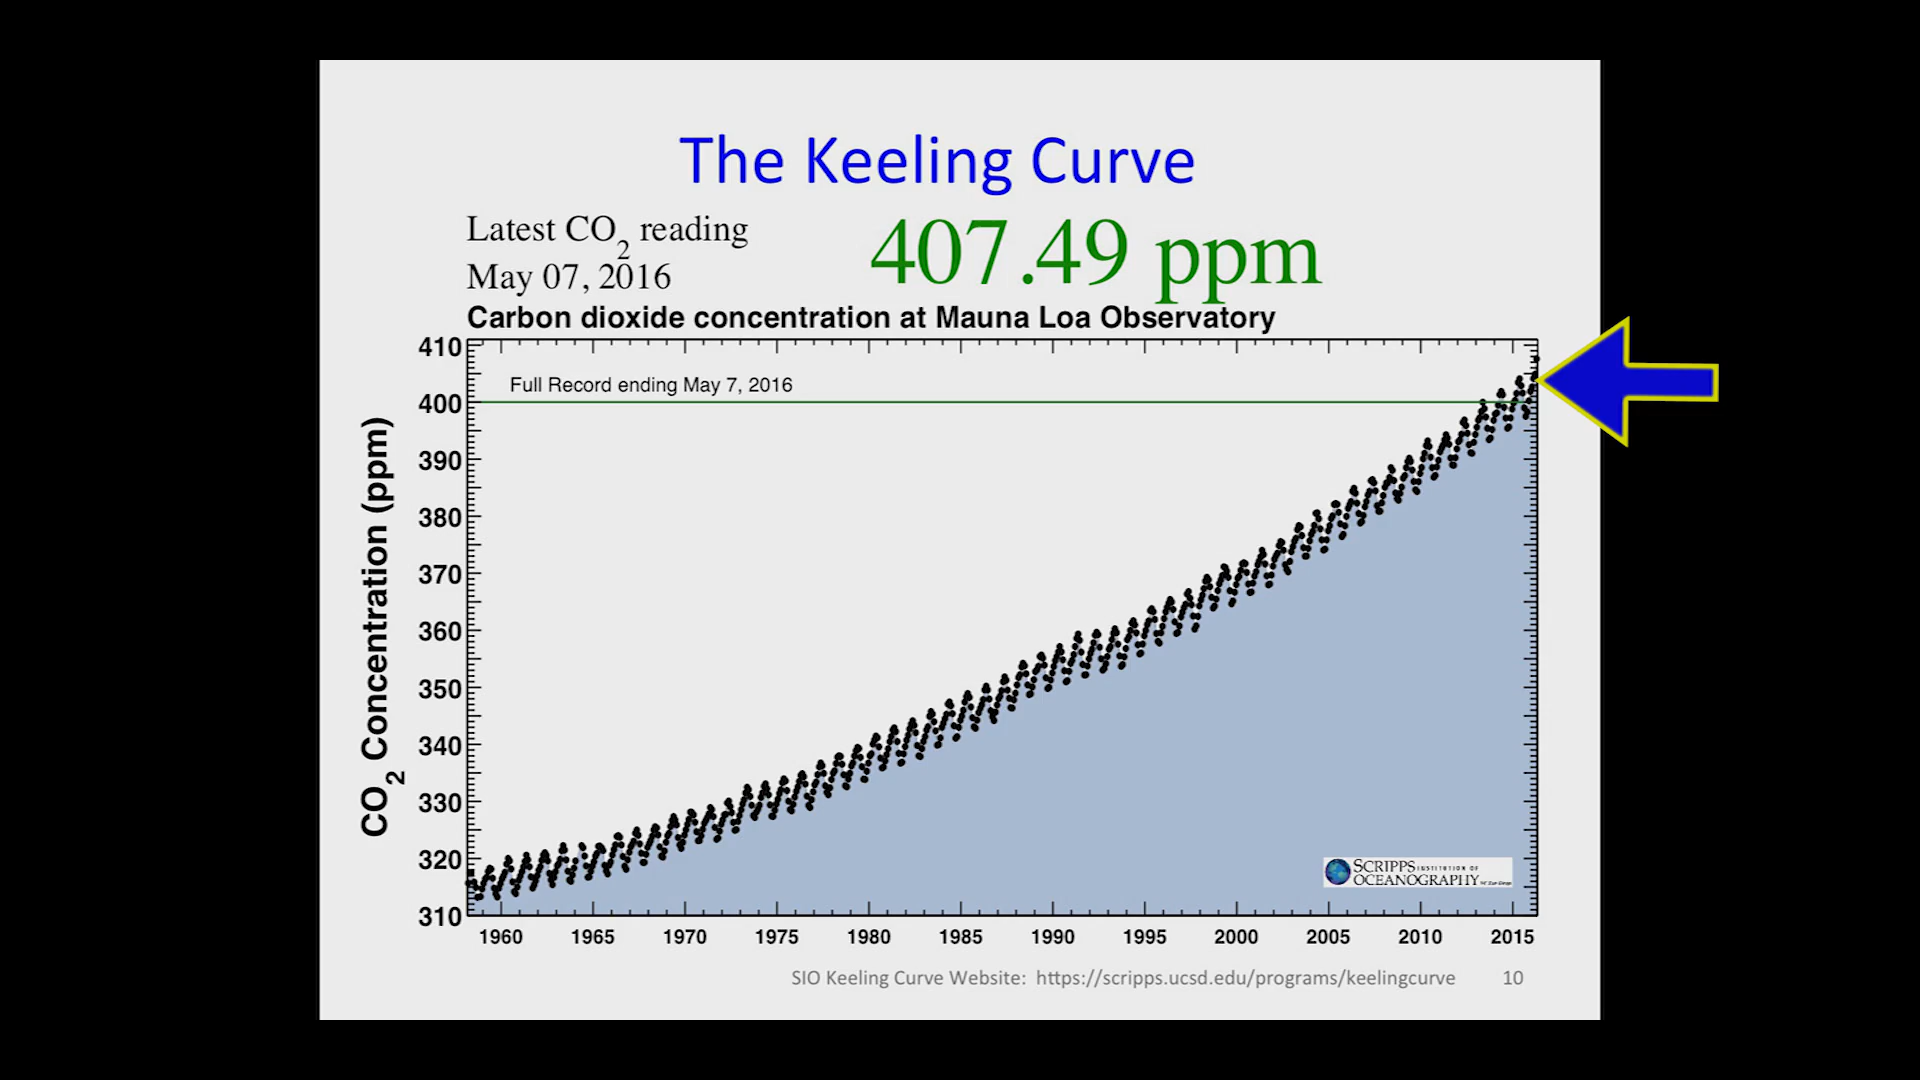 The Keeling Curve
Latest CO2 reading
May 07, 2016
407.49 ppm
Carbon dioxide concentration at Mauna Loa Observatory
Full Record ending May 7, 2016
CO2 Concentration (ppm)
410
400
390
380
370
360
350
340
330
320
310
1960 1965 1970 1975 1980 1985 1990 1995 2000 2005 2010 2015
SCRIPPS INSTITUTION OF
OCEANOGRAPHY
SIO Keeling Curve Website: https://scripps.ucsd.edu/programs/keelingcurve 10